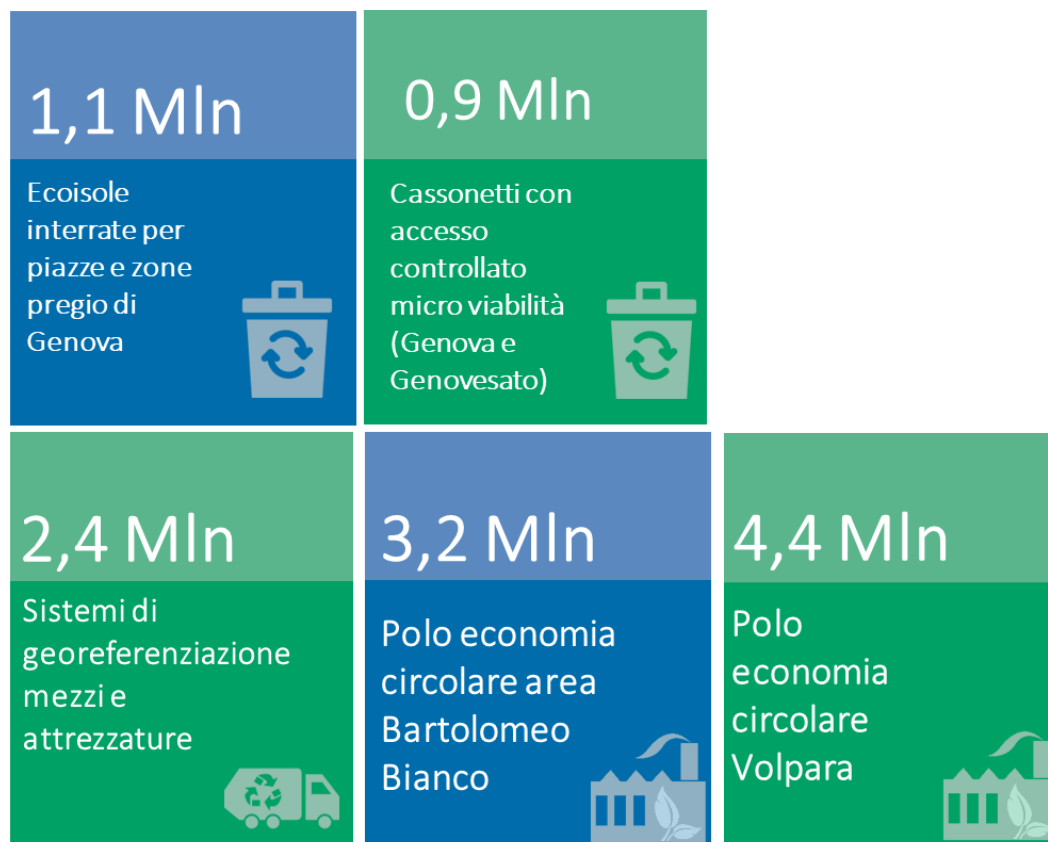 1,1 Mln
Ecoisole
interrate per
piazze e zone
pregio di
Genova
0,9 Mln
Cassonetti con
accesso
controllato
micro viabilità
(Genova e
Genovesato)
2,4 Mln
Sistemi di
georeferenziazione
mezzi e
attrezzature
3,2 Mln
Polo economia
circolare area
Bartolomeo
Bianco
4,4 Mln
Polo
economia
circolare
Volpara